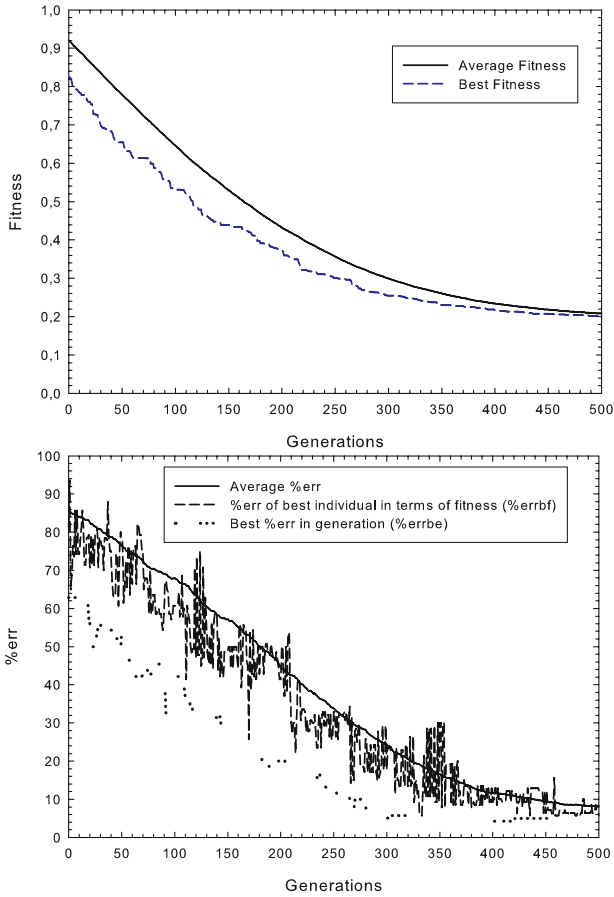 1,0
0,9
0,8
0,7
0,6
0,5
0,4
0,3
0,2
0,1
0,0
Fitness
Average Fitness
Best Fitness
0 50 100 150 200 250 300 350 400 450 500
Generations
100
90
80
70
60
50
40
30
20
10
0
%err
Average %err
%err of best individual in terms of fitness (%errbf)
Best %err in generation (%errbe)
0 50 100 150 200 250 300 350 400 450 500
Generations